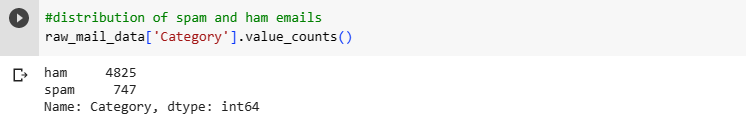 #distribution of spam and ham emails
raw_mail_data['Category'].value_counts()
ham     4825
spam     747
Name: Category, dtype: int64